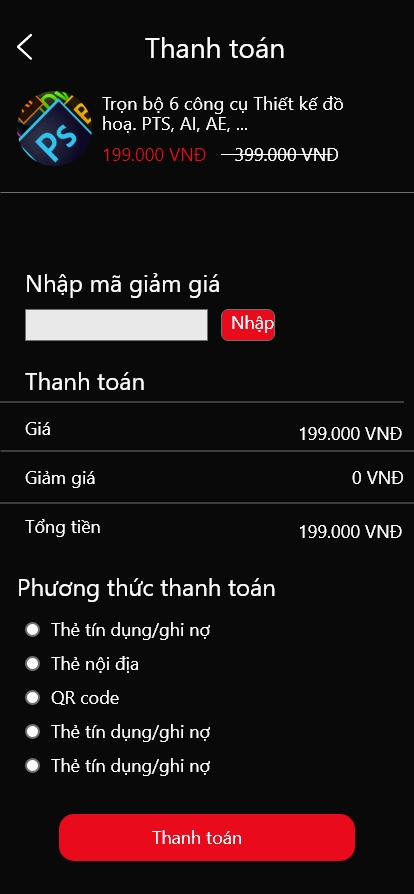 Thanh toán
Trọn bộ 6 công cụ Thiết kế đồ
hoạ. PTS, AI, AE, ...
199.000 VNĐ 399.000 VNĐ
Ps
Nhập mã giảm giá
Nhập
Thanh toán
Giá 199.000 VNĐ
Giảm giá 0 VNĐ
Tổng tiền 199.000 VNĐ
Phương thức thanh toán
Thẻ tín dụng/ghi nợ
Thẻ nội địa
QR code
Thẻ tín dụng/ghi nợ
Thẻ tín dụng/ghi nợ
Thanh toán